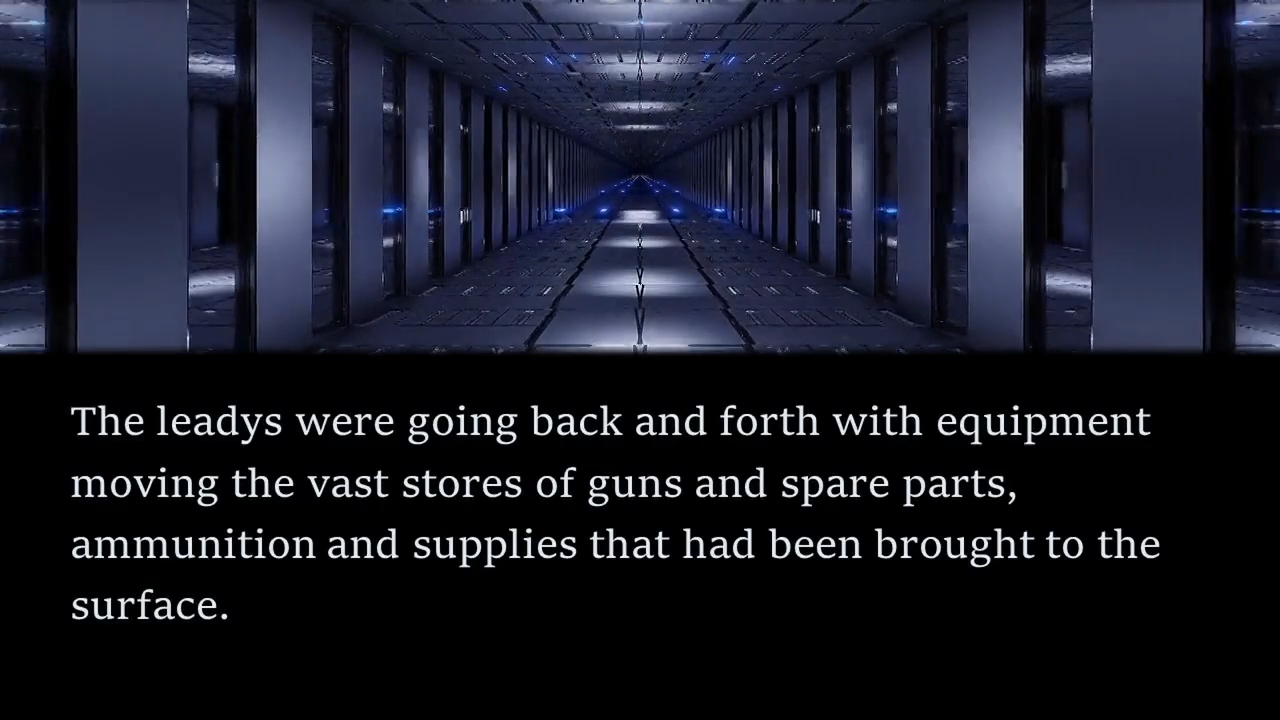 The leadys were going back and forth with equipment
moving the vast stores of guns and spare parts,
ammunition and supplies that had been brought to the
surface.